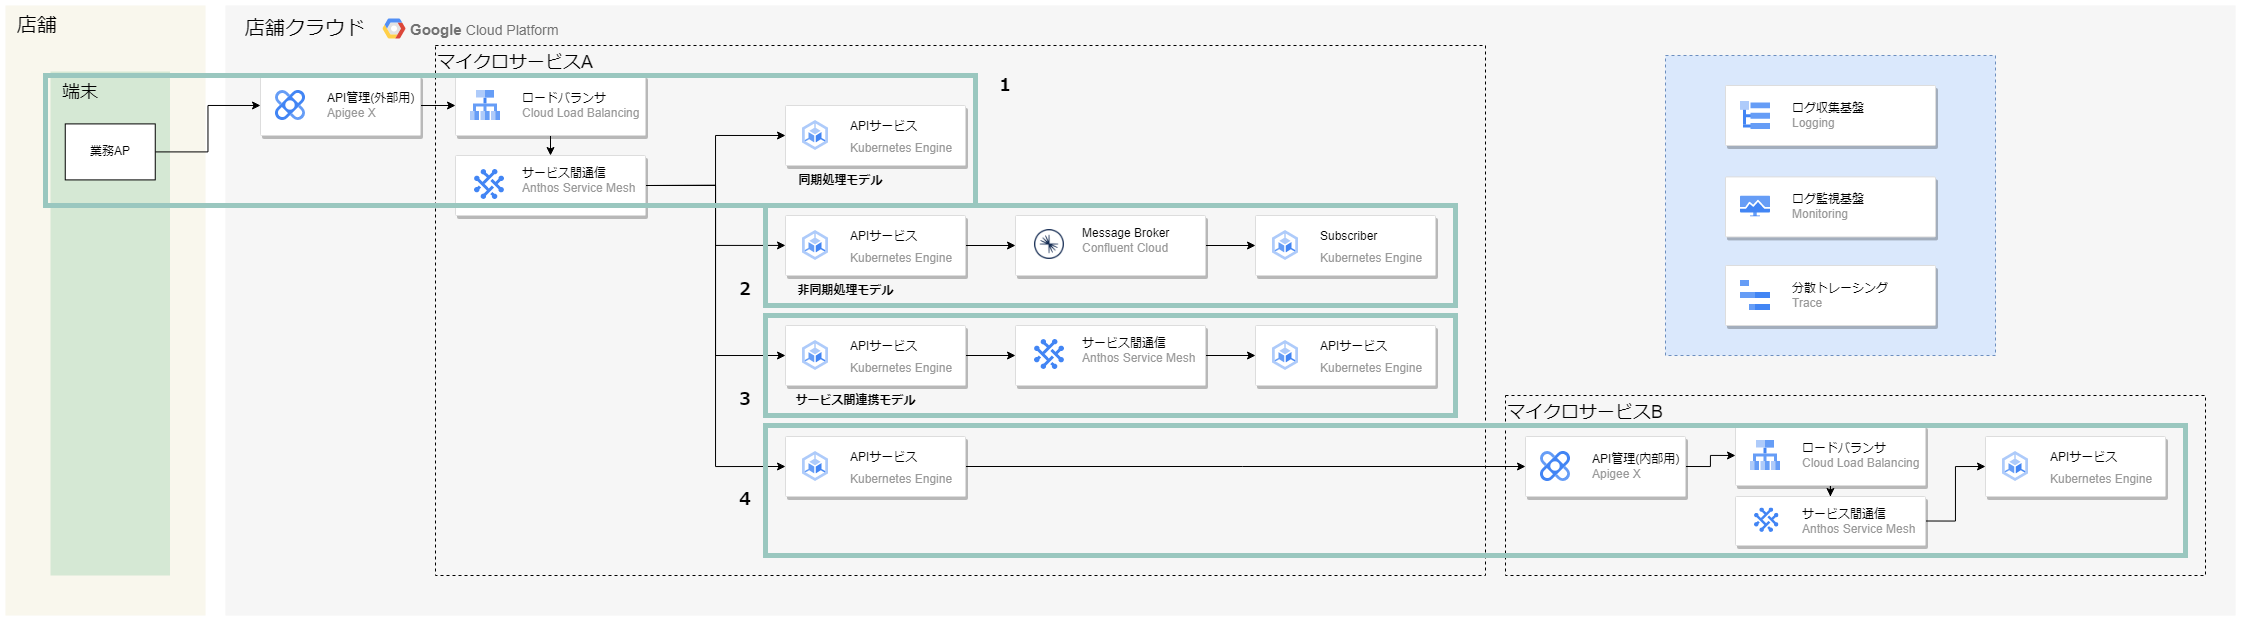 店舗
店舗クラウド
Google Cloud Platform
マイクロサービスA
端末
業務AP
API管理(外部用)
Apigee X
ロードバランサ
Cloud Load Balancing
サービス間通信
Anthos Service Mesh
1
APIサービス
Kubernetes Engine
同期処理モデル
2
APIサービス
Kubernetes Engine
非同期処理モデル
Message Broker
Confluent Cloud
Subscriber
Kubernetes Engine
3
APIサービス
Kubernetes Engine
サービス間連携モデル
サービス間通信
Anthos Service Mesh
APIサービス
Kubernetes Engine
4
APIサービス
Kubernetes Engine
マイクロサービスB
API管理(内部用)
Apigee X
ロードバランサ
Cloud Load Balancing
サービス間通信
Anthos Service Mesh
APIサービス
Kubernetes Engine
ログ収集基盤
Logging
ログ監視基盤
Monitoring
分散トレーシング
Trace